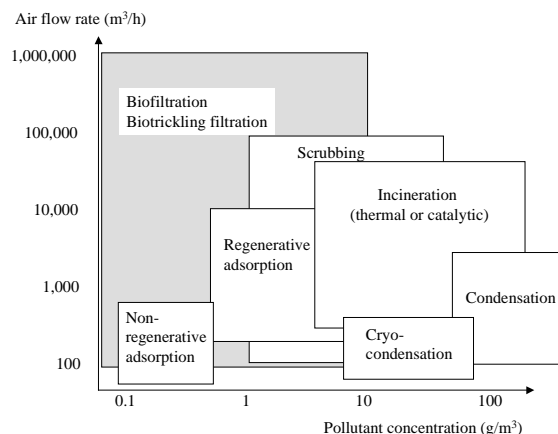 Air flow rate (m³/h)
1,000,000
Biofiltration
Biotrickling filtration
100,000
Scrubbing
Incineration
(thermal or catalytic)
10,000
Regenerative
adsorption
1,000
Condensation
Non-
regenerative
adsorption
Cryo-
condensation
100
0.1 1 10 100
Pollutant concentration (g/m³)